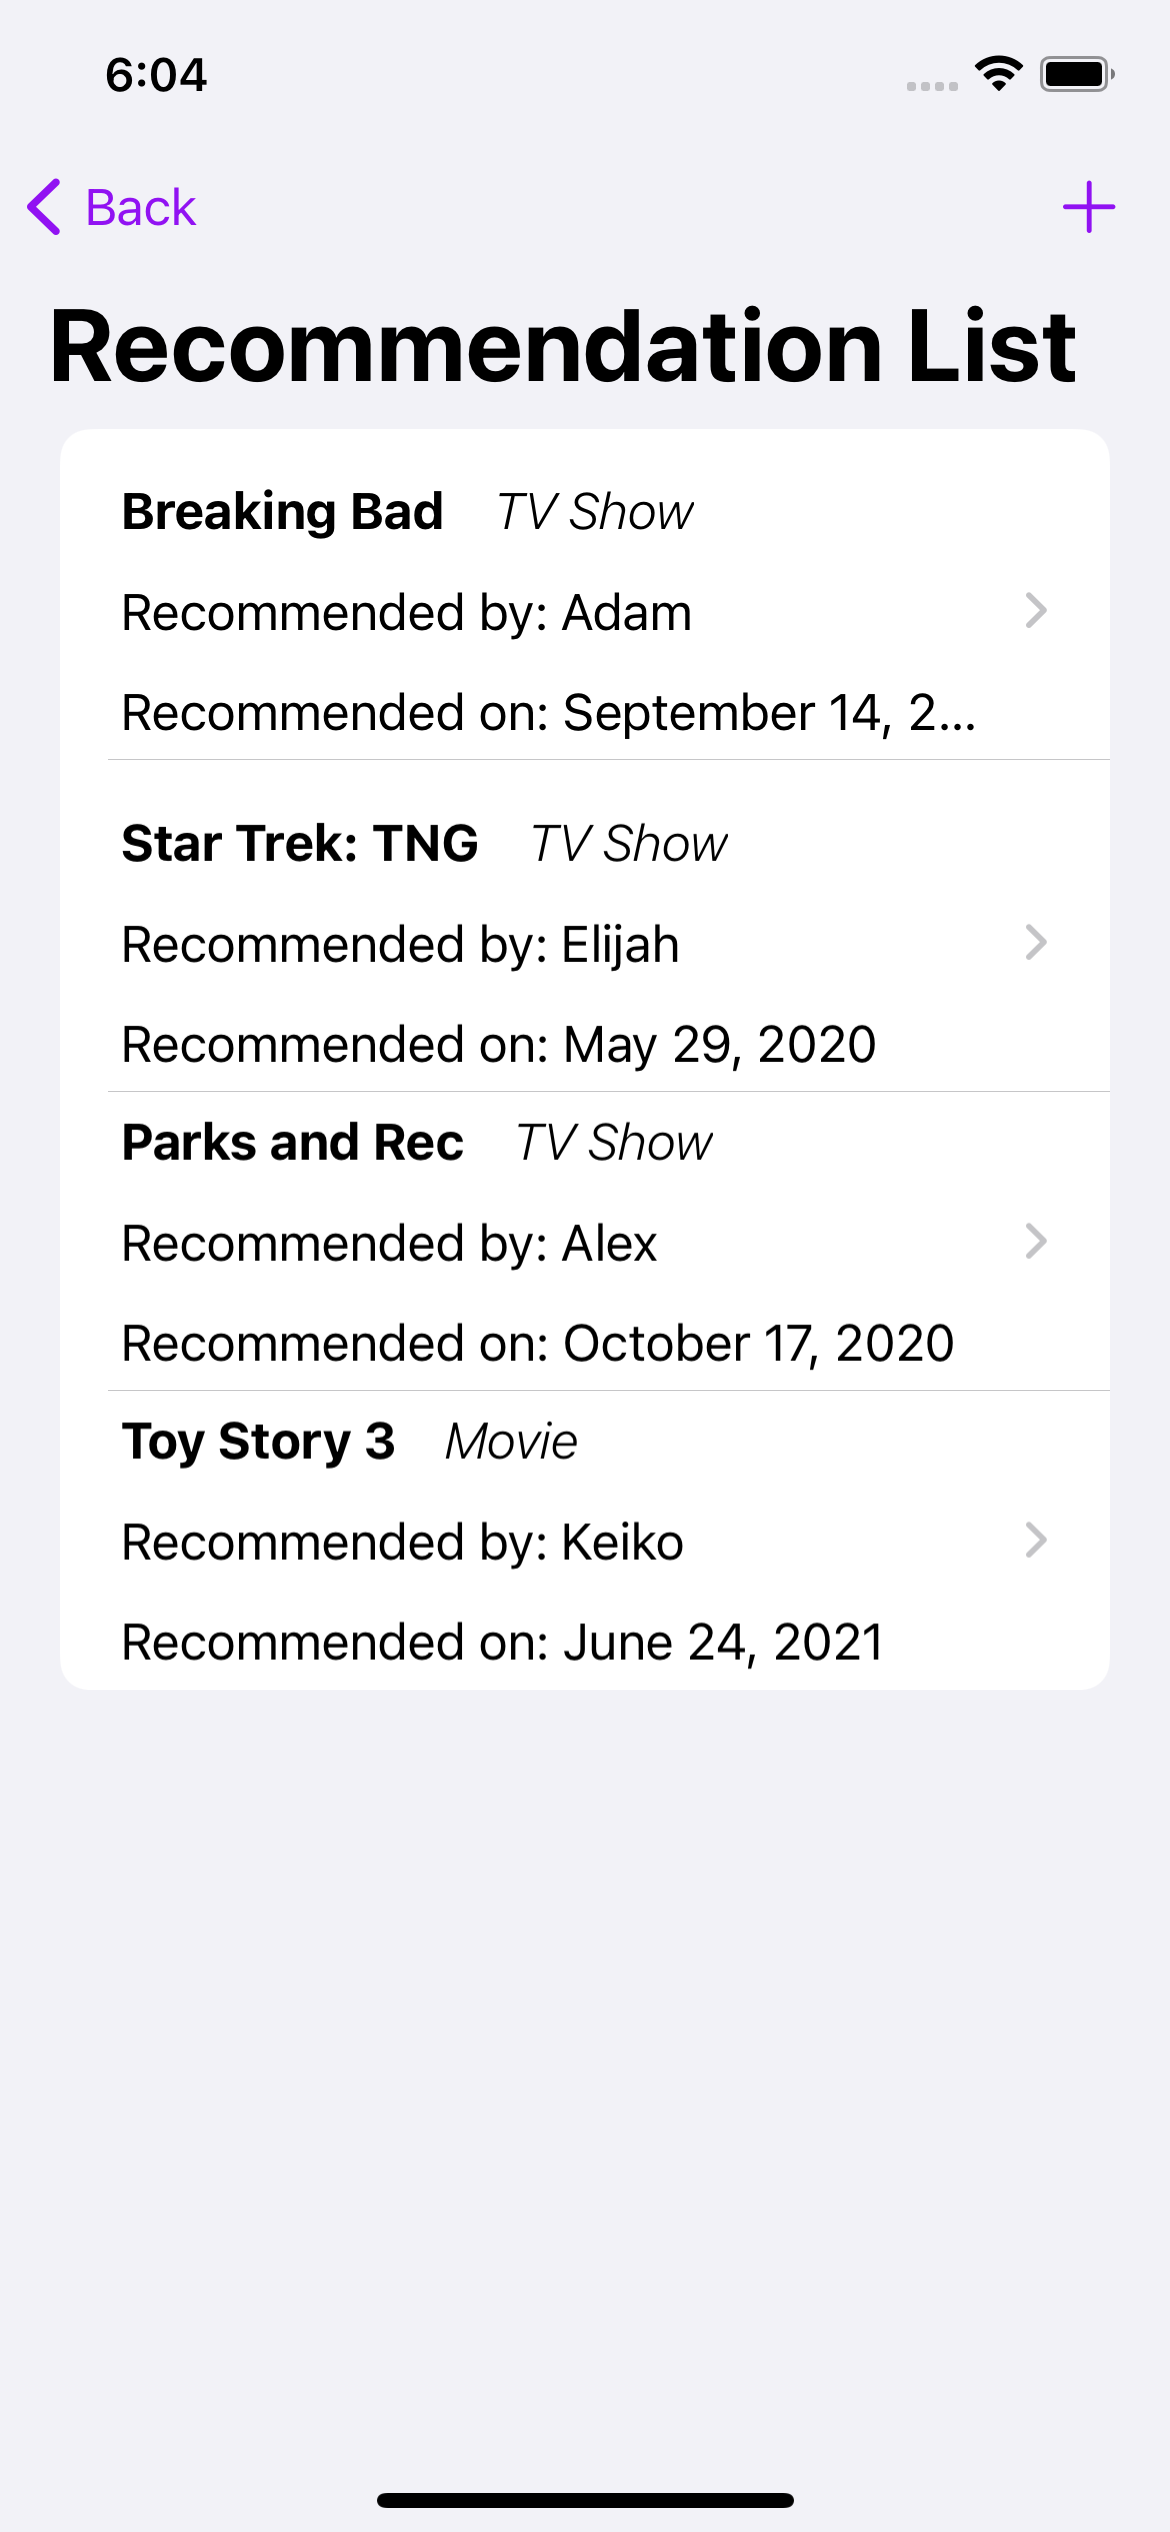 6:04
Back
Recommendation List
Breaking Bad TV Show
Recommended by: Adam
Recommended on: September 14, 2...
Star Trek: TNG TV Show
Recommended by: Elijah
Recommended on: May 29, 2020
Parks and Rec TV Show
Recommended by: Alex
Recommended on: October 17, 2020
Toy Story 3 Movie
Recommended by: Keiko
Recommended on: June 24, 2021